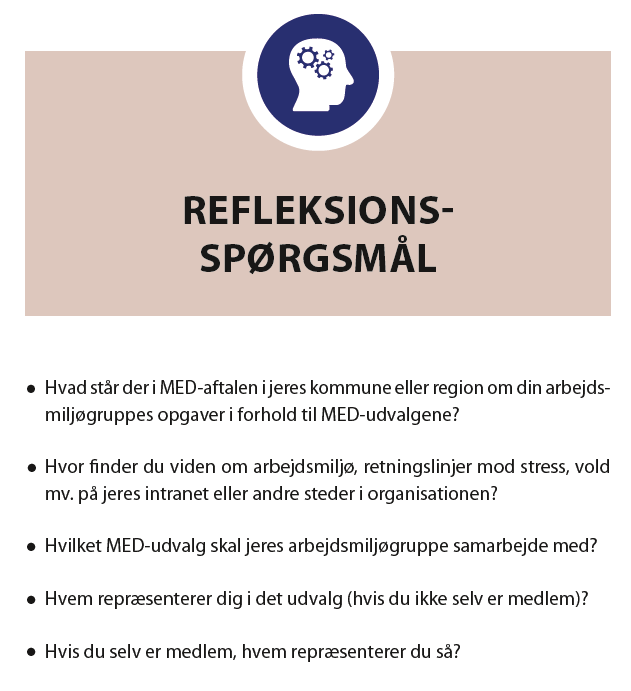 REFLEKSIONS-
SPØRGSMÅL
• Hvad står der i MED-aftalen i jeres kommune eller region om din arbejds-
miljøgruppes opgaver i forhold til MED-udvalgene?
• Hvor finder du viden om arbejdsmiljø, retningslinjer mod stress, vold
mv. på jeres intranet eller andre steder i organisationen?
• Hvilket MED-udvalg skal jeres arbejdsmiljøgruppe samarbejde med?
• Hvem repræsenterer dig i det udvalg (hvis du ikke selv er medlem)?
• Hvis du selv er medlem, hvem repræsenterer du så?